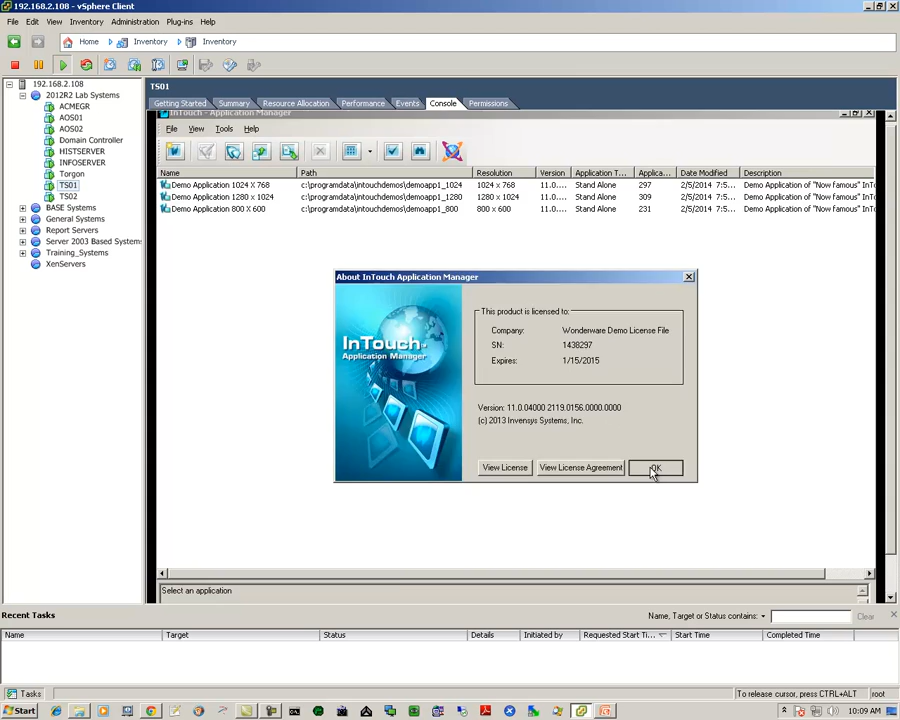 192.168.2.108 - vSphere Client
File Edit View Inventory Administration Plug-ins Help
Home Inventory Inventory
192.168.2.108
2012R2 Lab Systems
ACMEGR
AOS01
AOS02
Domain Controller
HISTSERVER
INFOSERVER
Torgon
TS01
TS02
BASE Systems
General Systems
Report Servers
Server 2003 Based Systems
Training_Systems
XenServers
TS01
Getting Started Summary Resource Allocation Performance Events Console Permissions
InTouch - Application Manager
File View Tools Help
Name Path Resolution Version Application T... Applica... Date Modified Description
Demo Application 1024 X 768 c:\programdata\intouchdemos\demoapp1_1024 1024 x 768 11.0.... Stand Alone 297 2/5/2014 7:5... Demo Application of "Now famous" InTo
Demo Application 1280 x 1024 c:\programdata\intouchdemos\demoapp1_1280 1280 x 1024 11.0.... Stand Alone 309 2/5/2014 7:5... Demo Application of "Now famous" InTo
Demo Application 800 X 600 c:\programdata\intouchdemos\demoapp1_800 800 x 600 11.0.... Stand Alone 231 2/5/2014 7:5... Demo Application of "Now famous" InTo
About InTouch Application Manager
InTouch™
Application Manager
This product is licensed to:
Company: Wonderware Demo License File
SN: 1438297
Expires: 1/15/2015
Version: 11.0.04000 2119.0156.0000.0000
(c) 2013 Invensys Systems, Inc.
View License View License Agreement OK
Select an application
Recent Tasks
Name, Target or Status contains: Clear
Name Target Status Details Initiated by Requested Start Ti... Start Time Completed Time
Tasks To release cursor, press CTRL+ALT root
Start 10:09 AM